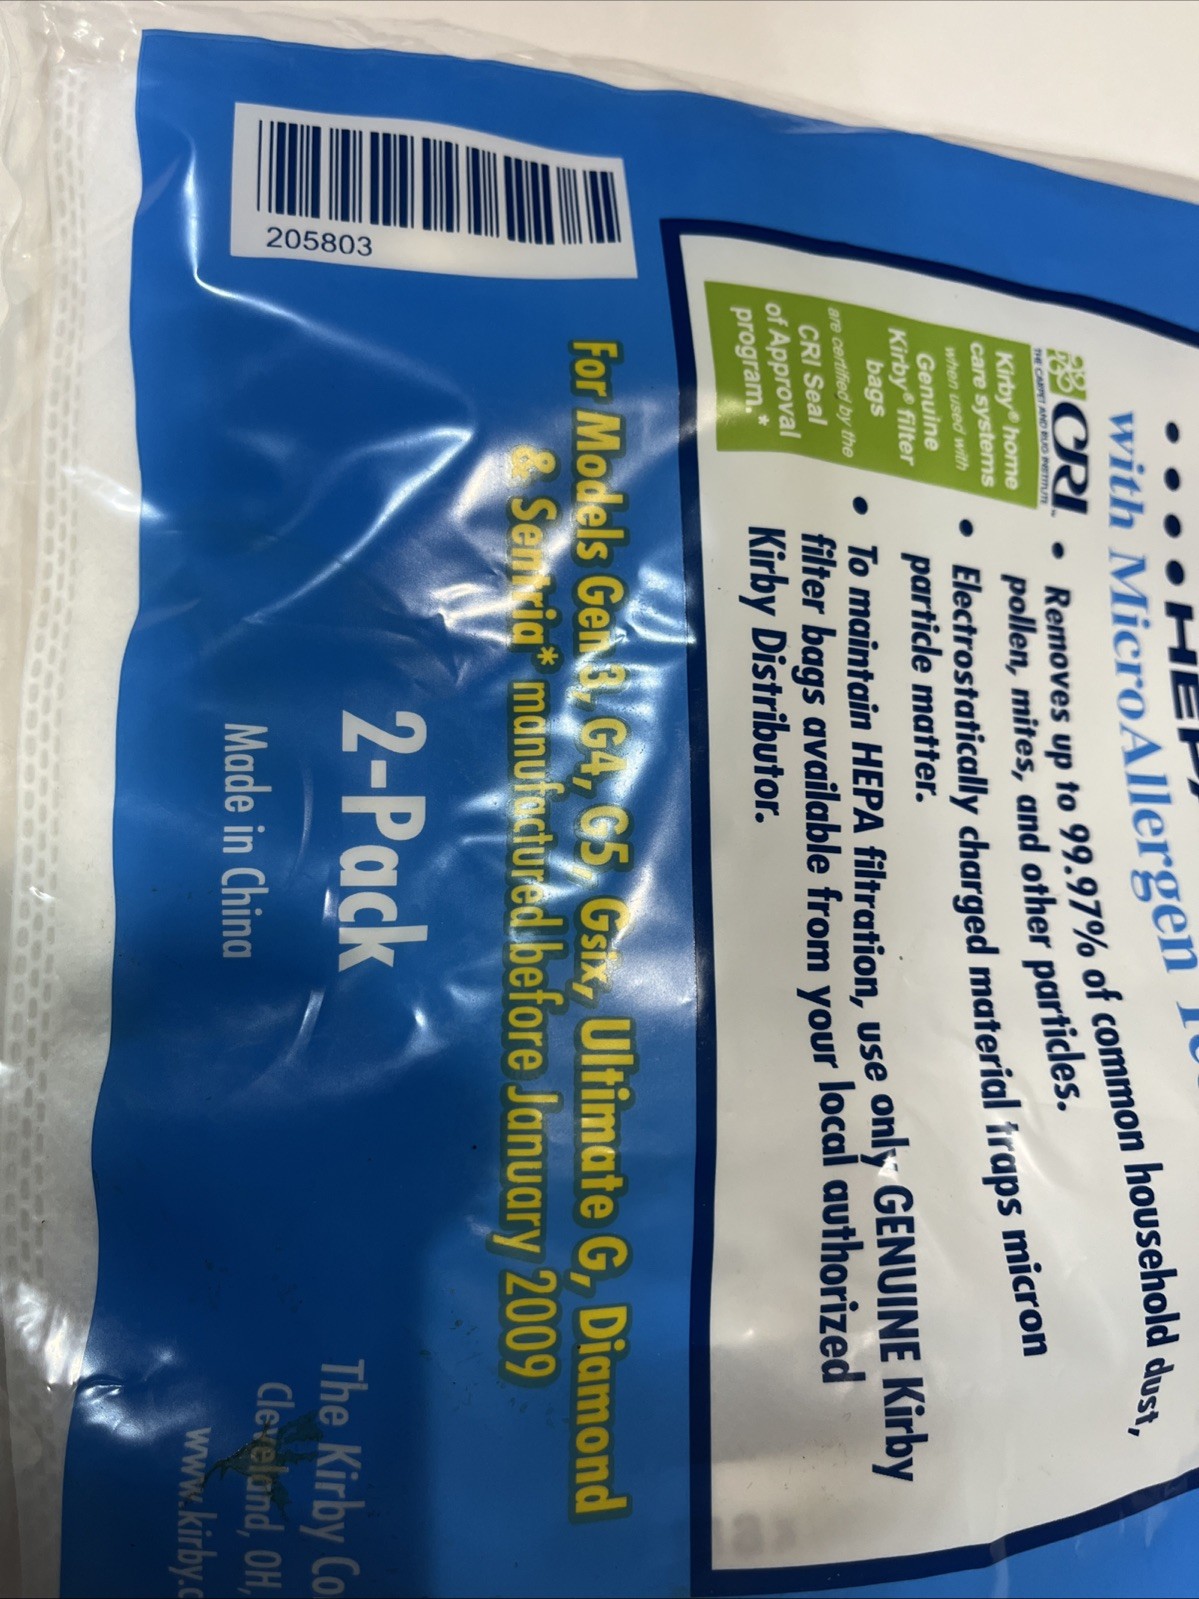 HEPA
with MicroAllergen
CRI™
THE CARPET AND RUG INSTITUTE
Kirby® home
care systems
when used with
Genuine
Kirby® filter
bags
are certified by the
CRI Seal
of Approval
program.*
• Removes up to 99.97% of common household dust,
pollen, mites, and other particles.
• Electrostatically charged material traps micron
particle matter.
• To maintain HEPA filtration, use only GENUINE Kirby
filter bags available from your local authorized
Kirby Distributor.
For Models Gen 3, G4, G5, Gsix, Ultimate G, Diamond
& Sentria* manufactured before January 2009
205803
2-Pack
Made in China
The Kirby Co
Cleveland, OH,
www.kirby.c